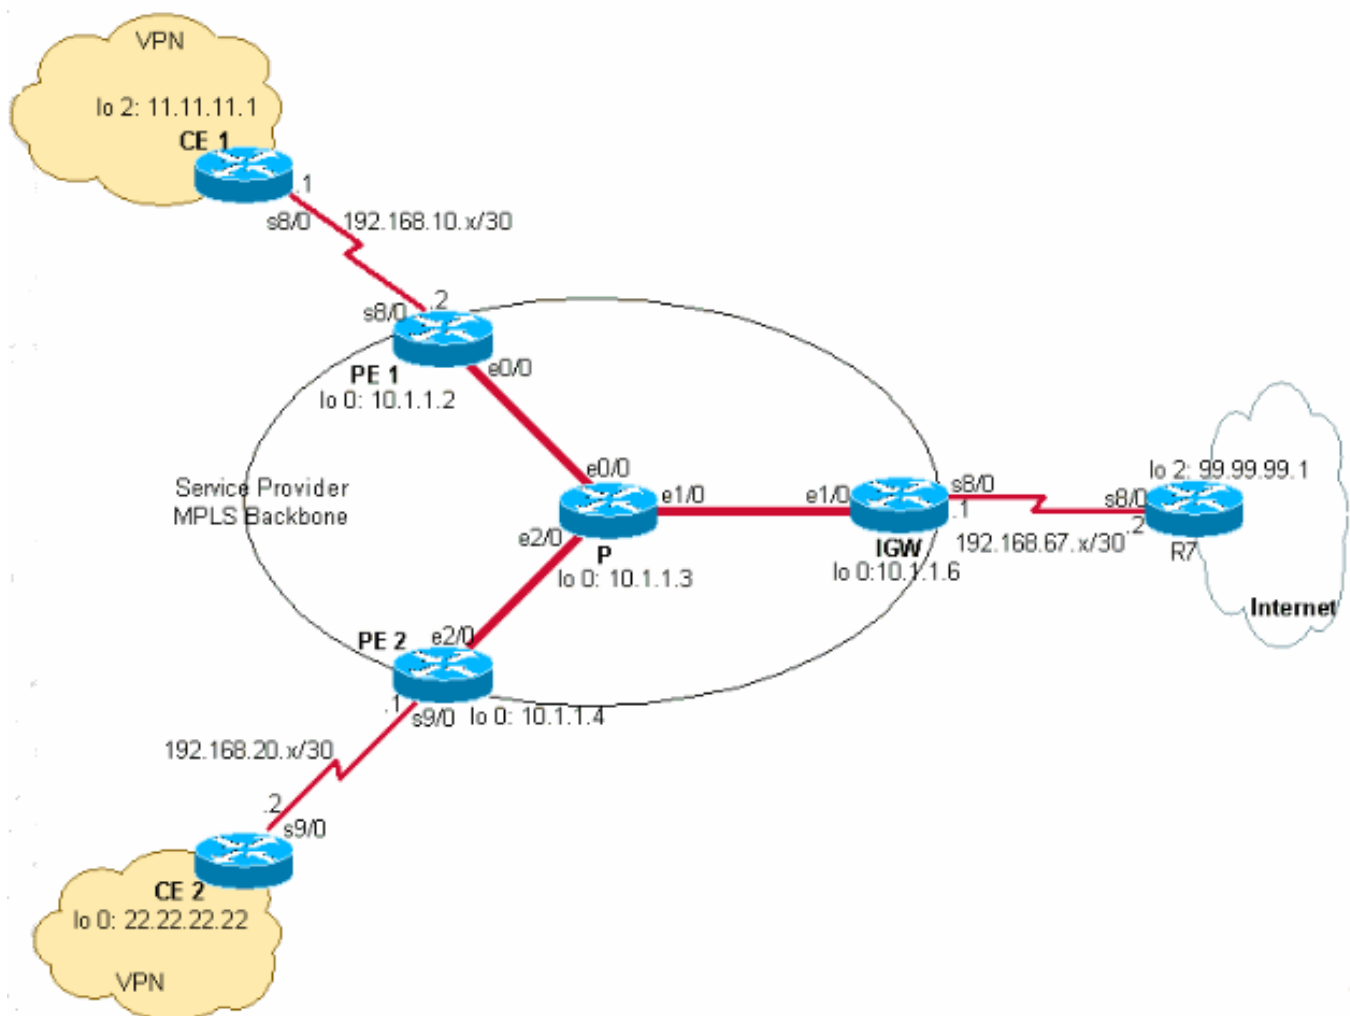 VPN
lo 2: 11.11.11.1
CE 1
.1
s8/0
192.168.10.x/30
.2
s8/0
PE 1
e0/0
lo 0: 10.1.1.2
Service Provider
MPLS Backbone
e0/0
e1/0
e2/0
P
lo 0: 10.1.1.3
e1/0
s8/0
.1
IGW
lo 0:10.1.1.6
192.168.67.x/30
lo 2: 99.99.99.1
s8/0
.2
R7
Internet
PE 2
e2/0
.1
s9/0
lo 0: 10.1.1.4
192.168.20.x/30
.2
s9/0
CE 2
lo 0: 22.22.22.22
VPN